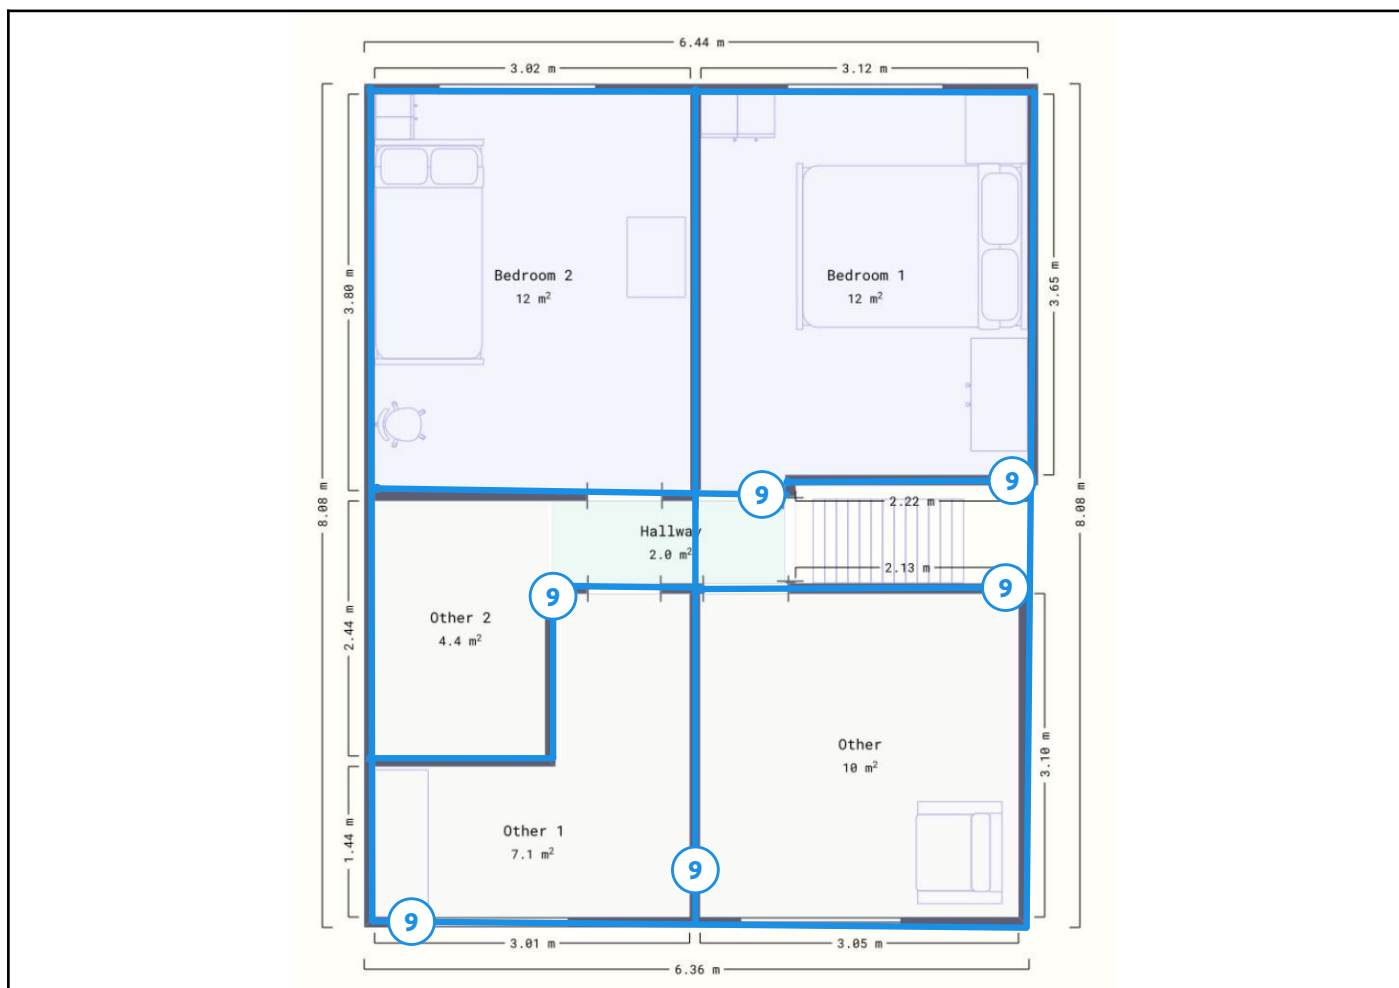 6.44 m
3.02 m
3.12 m
3.80 m
3.65 m
8.08 m
8.08 m
Bedroom 2
12 m²
Bedroom 1
12 m²
9
9
2.22 m
Hallway
2.0 m²
2.13 m
9
9
2.44 m
Other 2
4.4 m²
Other
10 m²
3.10 m
1.44 m
Other 1
7.1 m²
9
9
3.01 m
3.05 m
6.36 m